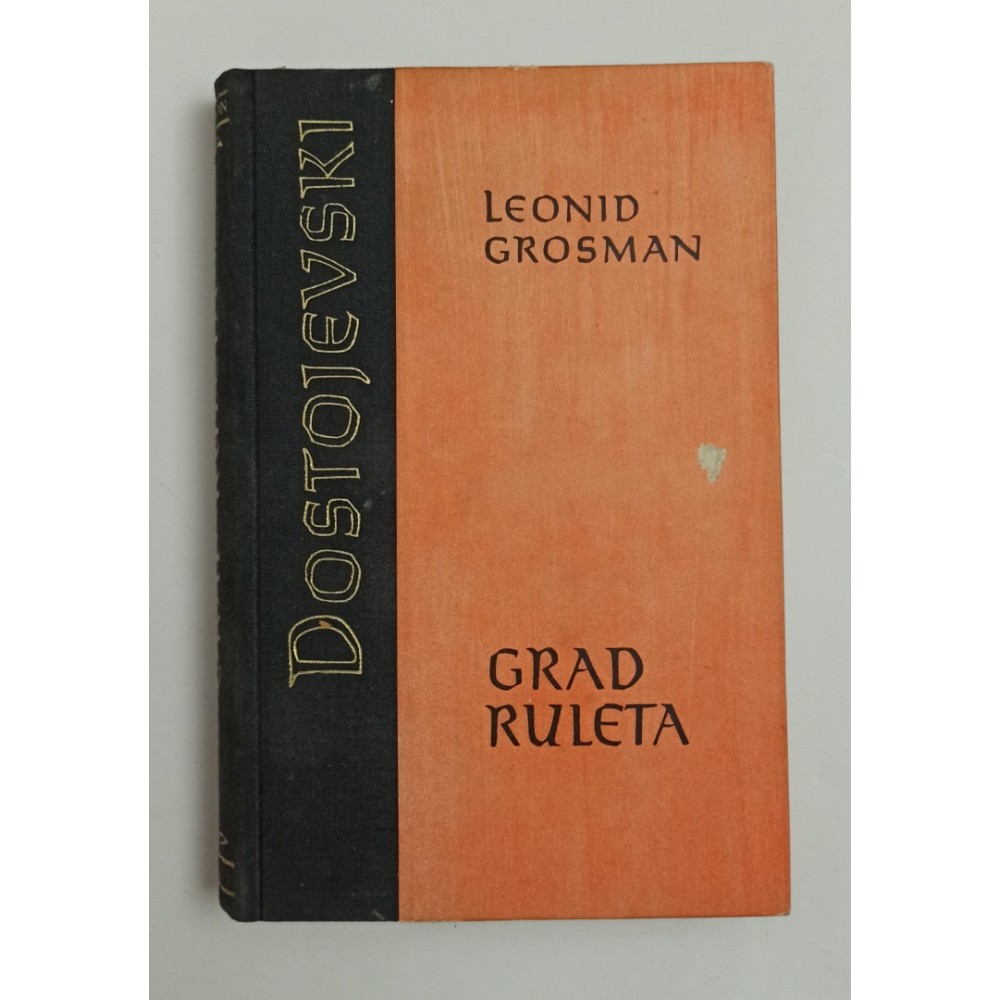 DOSTOJEVSKI
LEONID
GROSMAN
GRAD
RULETA